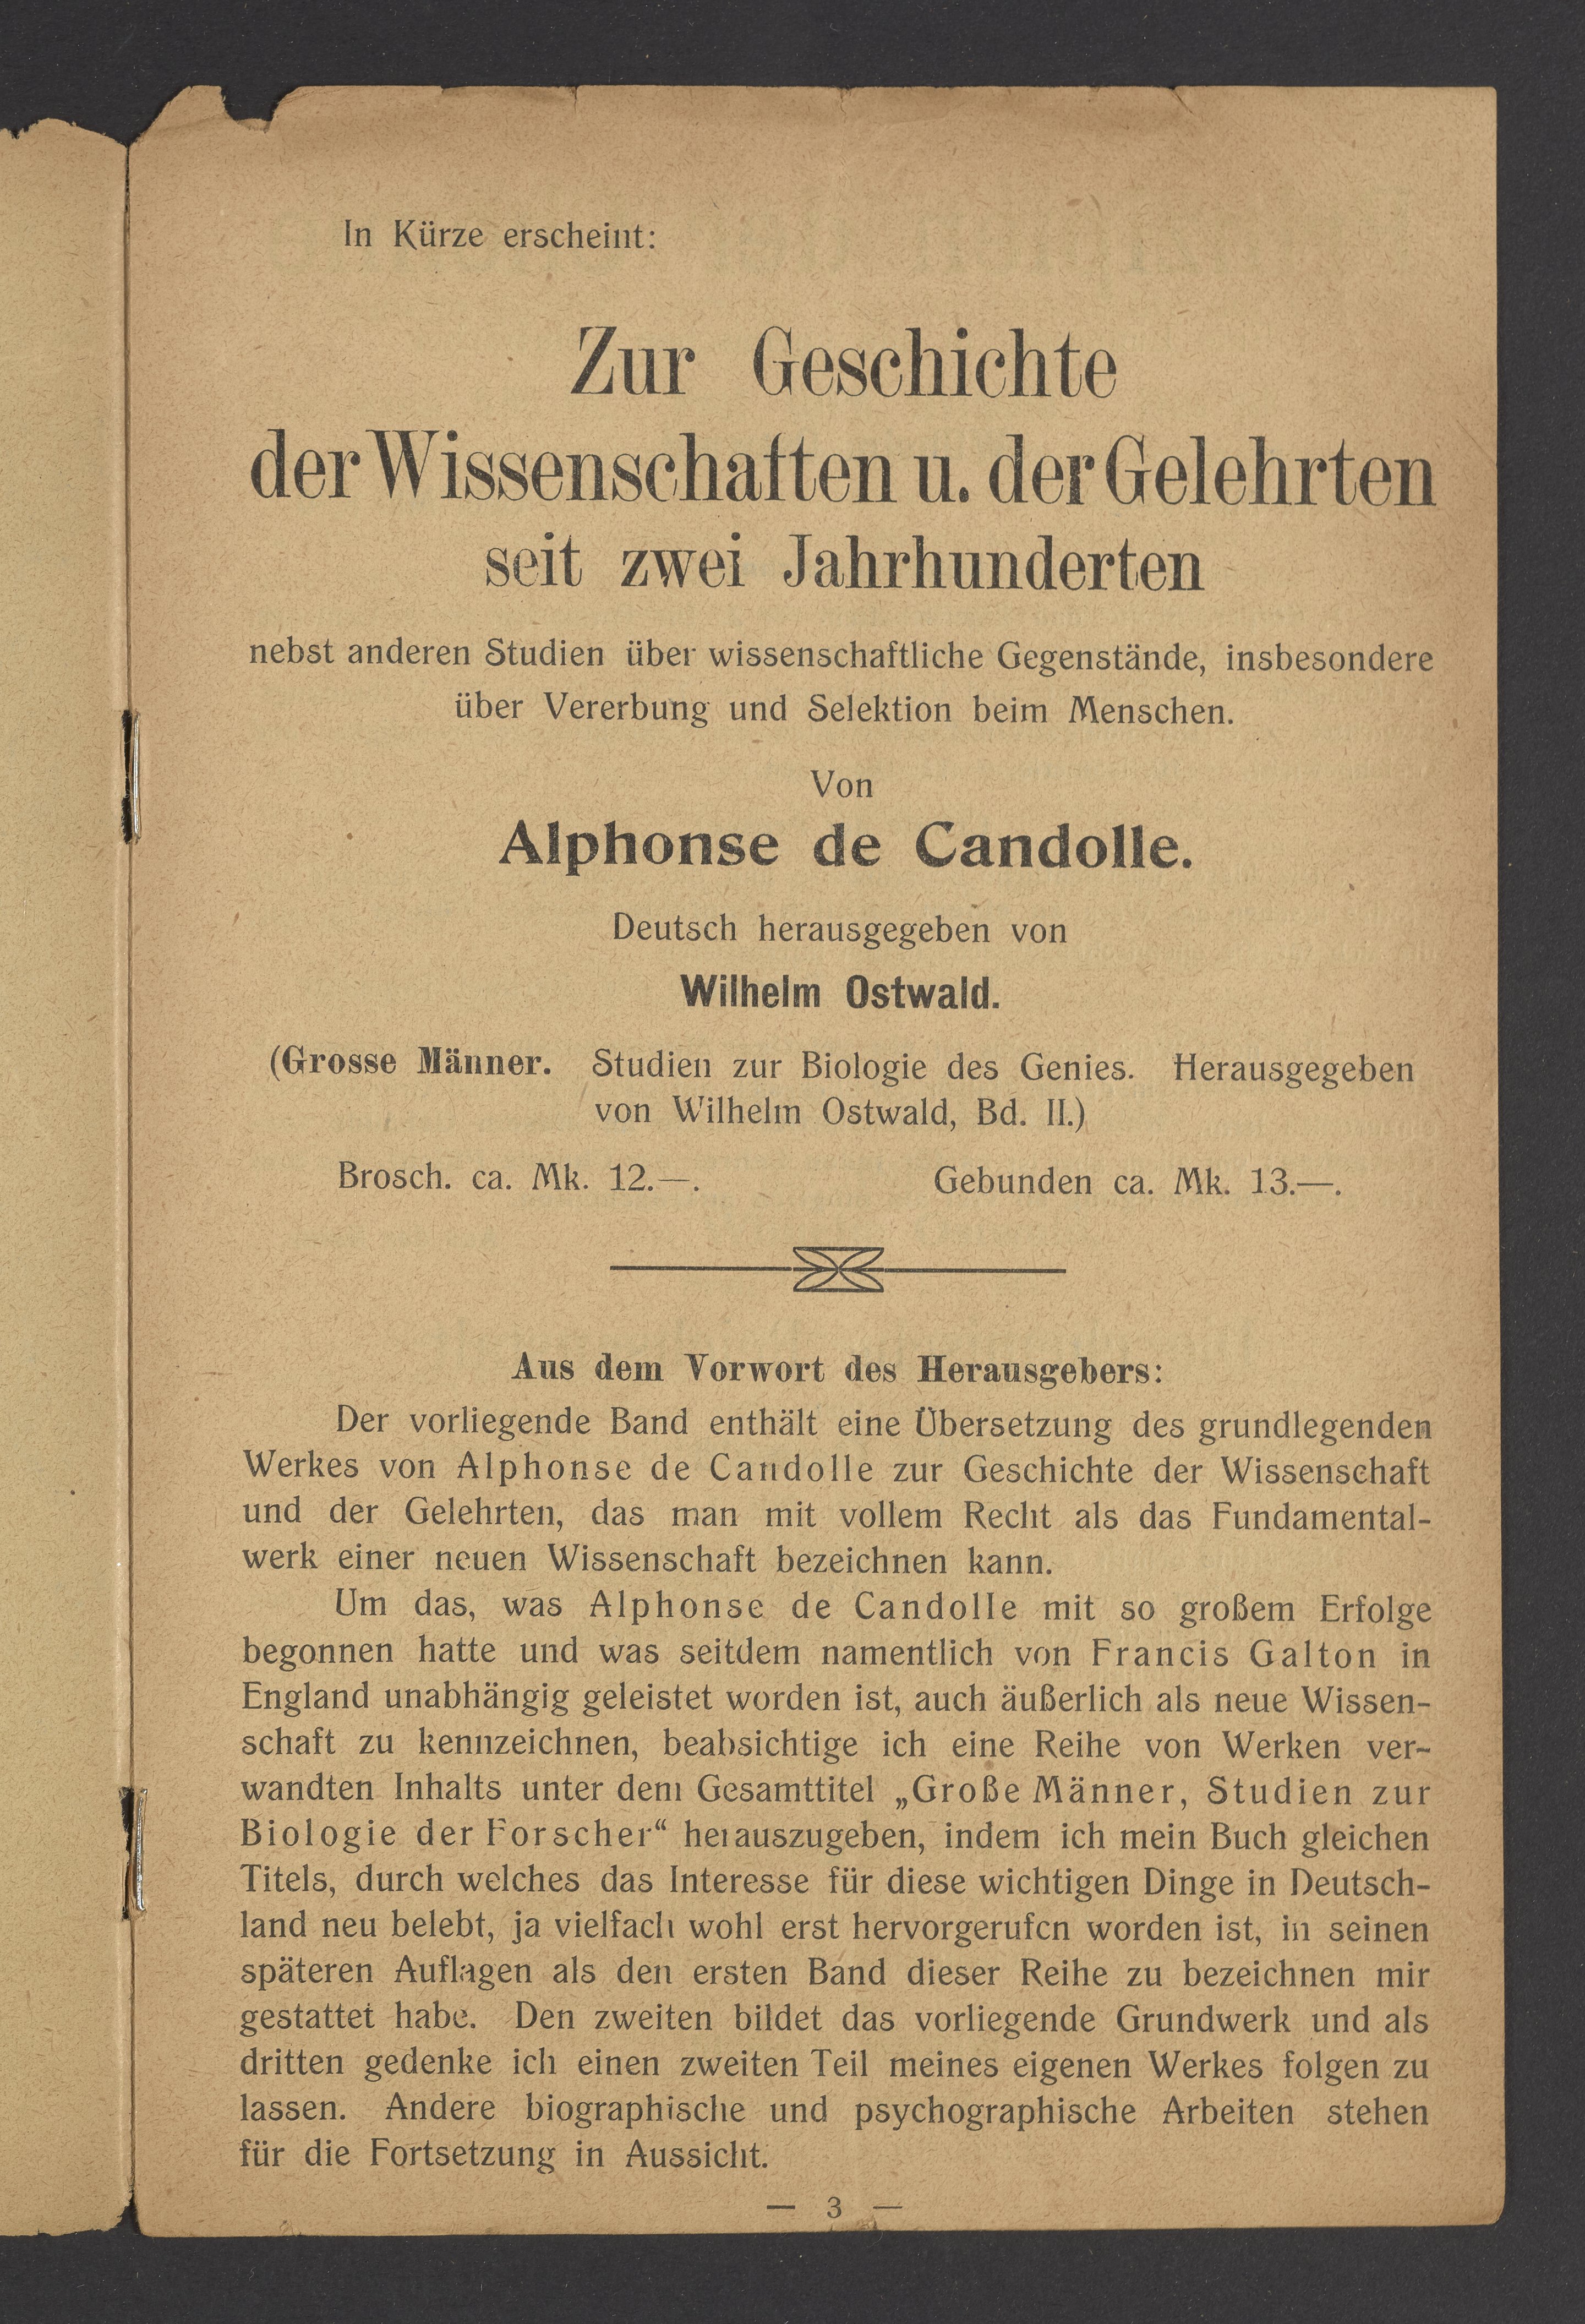 In Kürze erscheint:
Zur Geschichte
der Wissenschaften u. der Gelehrten
seit zwei Jahrhunderten
nebst anderen Studien über wissenschaftliche Gegenstände, insbesondere
über Vererbung und Selektion beim Menschen.
Von
Alphonse de Candolle.
Deutsch herausgegeben von
Wilhelm Ostwald.
(Grosse Männer. Studien zur Biologie des Genies. Herausgegeben
von Wilhelm Ostwald, Bd. II.)
Brosch. ca. Mk. 12.—. Gebunden ca. Mk. 13.—.
Aus dem Vorwort des Herausgebers:
Der vorliegende Band enthält eine Übersetzung des grundlegenden
Werkes von Alphonse de Candolle zur Geschichte der Wissenschaft
und der Gelehrten, das man mit vollem Recht als das Fundamental-
werk einer neuen Wissenschaft bezeichnen kann.
Um das, was Alphonse de Candolle mit so großem Erfolge
begonnen hatte und was seitdem namentlich von Francis Galton in
England unabhängig geleistet worden ist, auch äußerlich als neue Wissen-
schaft zu kennzeichnen, beabsichtige ich eine Reihe von Werken ver-
wandten Inhalts unter dem Gesamttitel „Große Männer, Studien zur
Biologie der Forscher“ herauszugeben, indem ich mein Buch gleichen
Titels, durch welches das Interesse für diese wichtigen Dinge in Deutsch-
land neu belebt, ja vielfach wohl erst hervorgerufen worden ist, in seinen
späteren Auflagen als den ersten Band dieser Reihe zu bezeichnen mir
gestattet habe. Den zweiten bildet das vorliegende Grundwerk und als
dritten gedenke ich einen zweiten Teil meines eigenen Werkes folgen zu
lassen. Andere biographische und psychographische Arbeiten stehen
für die Fortsetzung in Aussicht.
— 3 —